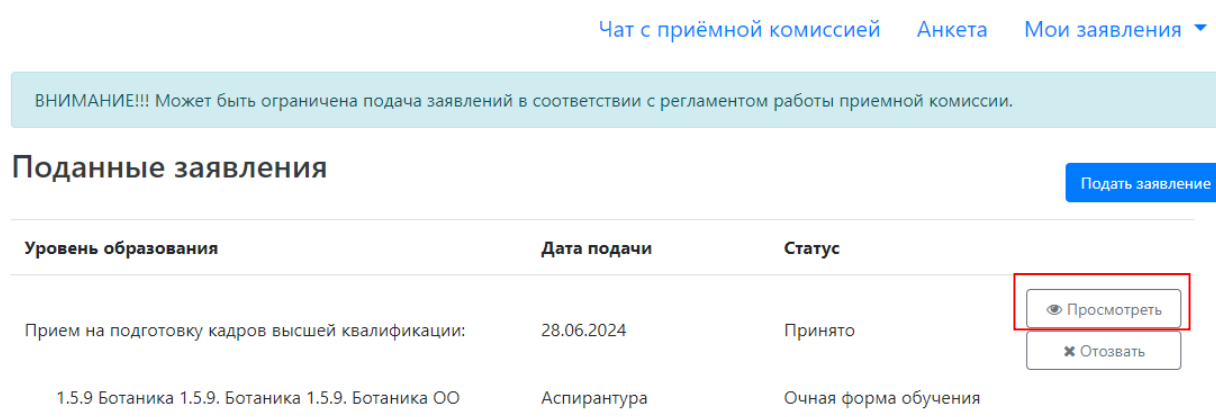 Чат с приёмной комиссией Анкета Мои заявления
ВНИМАНИЕ!!! Может быть ограничена подача заявлений в соответствии с регламентом работы приемной комиссии.
Поданные заявления
Подать заявление
Уровень образования Дата подачи Статус
Прием на подготовку кадров высшей квалификации: 28.06.2024 Принято
Просмотреть
Отозвать
1.5.9 Ботаника 1.5.9. Ботаника 1.5.9. Ботаника ОО Аспирантура Очная форма обучения